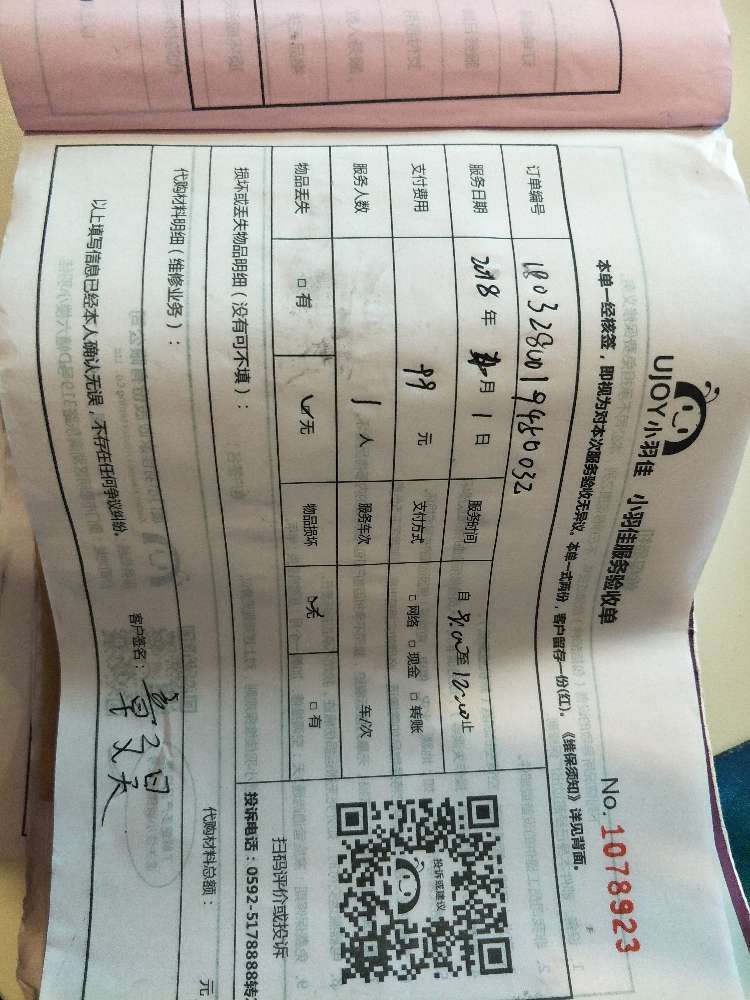 UJOY小羽佳 小羽佳服务验收单
No. 1078923
本单一经核签，即视为对本次服务验收无异议。本单一式两份，客户留存一份(红)。《维保须知》详见背面。
订单编号
服务日期 2018 年 月 1 日 服务时间 自 8:00 至 12:00 止
支付费用 99 元 支付方式 □ 网络 □ 现金 □ 转账
服务人数 1 人 服务车次 车/次
物品丢失 □ 有 ☑ 无 物品损坏 ☑ 无 □ 有
投诉或建议
扫码评价或投诉
投诉电话：0592-5178888转
损坏或丢失物品明细（没有可不填）：
代购材料明细（维修业务）： 代购材料总额： 元
以上填写信息已经本人确认无误，不存在任何争议纠纷。
客户签名：